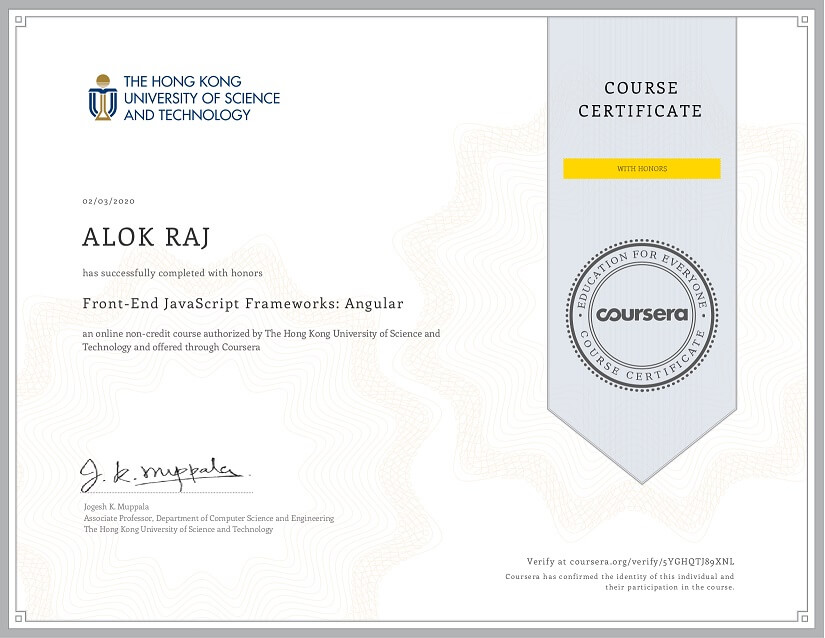 THE HONG KONG
UNIVERSITY OF SCIENCE
AND TECHNOLOGY
COURSE
CERTIFICATE
WITH HONORS
02/03/2020
ALOK RAJ
has successfully completed with honors
Front-End JavaScript Frameworks: Angular
an online non-credit course authorized by The Hong Kong University of Science and
Technology and offered through Coursera
EDUCATION FOR EVERYONE
coursera
COURSE CERTIFICATE
J. K. Muppala
Jogesh K. Muppala
Associate Professor, Department of Computer Science and Engineering
The Hong Kong University of Science and Technology
Verify at coursera.org/verify/5YGHQTJ89XNL
Coursera has confirmed the identity of this individual and
their participation in the course.